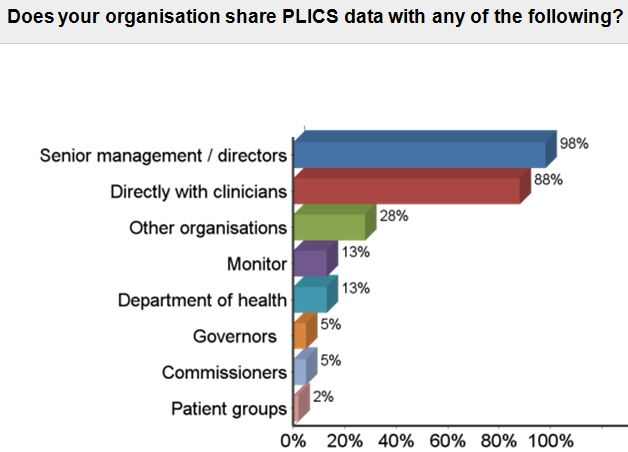 Does your organisation share PLICS data with any of the following?
Senior management / directors 98%
Directly with clinicians 88%
Other organisations 28%
Monitor 13%
Department of health 13%
Governors 5%
Commissioners 5%
Patient groups 2%
0% 20% 40% 60% 80% 100%